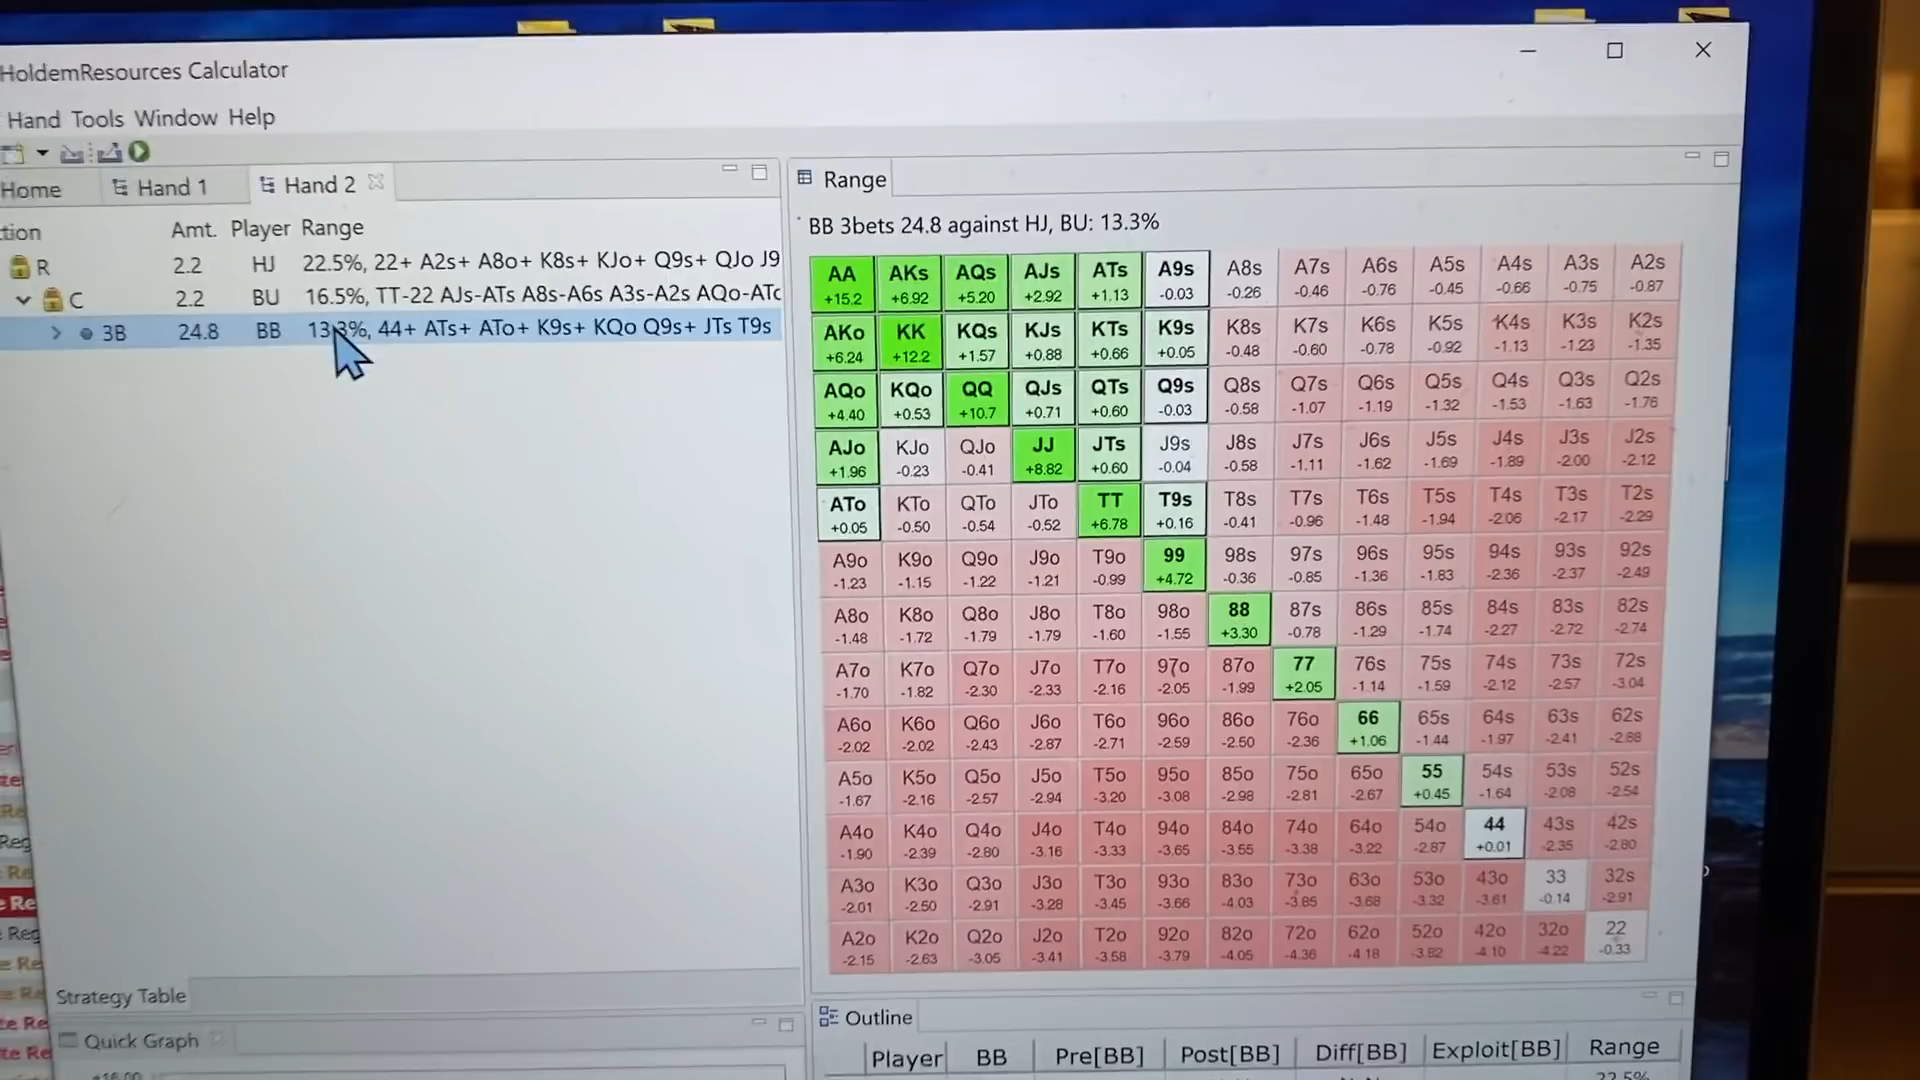 HoldemResources Calculator
Hand Tools Window Help
Home Hand 1 Hand 2
tion Amt. Player Range
R 2.2 HJ 22.5%, 22+ A2s+ A8o+ K8s+ KJo+ Q9s+ QJo J9
C 2.2 BU 16.5%, TT-22 AJs-ATs A8s-A6s A3s-A2s AQo-ATo
3B 24.8 BB 13.3%, 44+ ATs+ ATo+ K9s+ KQo Q9s+ JTs T9s
Strategy Table
Quick Graph
Range
BB 3bets 24.8 against HJ, BU: 13.3%
AA AKs AQs AJs ATs A9s A8s A7s A6s A5s A4s A3s A2s
+15.2 +6.92 +5.20 +2.92 +1.13 -0.03 -0.26 -0.46 -0.76 -0.45 -0.66 -0.75 -0.87
AKo KK KQs KJs KTs K9s K8s K7s K6s K5s K4s K3s K2s
+6.24 +12.2 +1.57 +0.88 +0.66 +0.05 -0.48 -0.60 -0.78 -0.92 -1.13 -1.23 -1.35
AQo KQo QQ QJs QTs Q9s Q8s Q7s Q6s Q5s Q4s Q3s Q2s
+4.40 +0.53 +10.7 +0.71 +0.60 -0.03 -0.58 -1.07 -1.19 -1.32 -1.53 -1.63 -1.76
AJo KJo QJo JJ JTs J9s J8s J7s J6s J5s J4s J3s J2s
+1.96 -0.23 -0.41 +8.82 +0.60 -0.04 -0.58 -1.11 -1.62 -1.69 -1.89 -2.00 -2.12
ATo KTo QTo JTo TT T9s T8s T7s T6s T5s T4s T3s T2s
+0.05 -0.50 -0.54 -0.52 +6.78 +0.16 -0.41 -0.96 -1.48 -1.94 -2.06 -2.17 -2.29
A9o K9o Q9o J9o T9o 99 98s 97s 96s 95s 94s 93s 92s
-1.23 -1.15 -1.22 -1.21 -0.99 +4.72 -0.36 -0.85 -1.36 -1.83 -2.36 -2.37 -2.49
A8o K8o Q8o J8o T8o 98o 88 87s 86s 85s 84s 83s 82s
-1.48 -1.72 -1.79 -1.79 -1.60 -1.55 +3.30 -0.78 -1.29 -1.74 -2.27 -2.72 -2.74
A7o K7o Q7o J7o T7o 97o 87o 77 76s 75s 74s 73s 72s
-1.70 -1.82 -2.30 -2.33 -2.16 -2.05 -1.99 +2.05 -1.14 -1.59 -2.12 -2.57 -3.04
A6o K6o Q6o J6o T6o 96o 86o 76o 66 65s 64s 63s 62s
-2.02 -2.02 -2.43 -2.87 -2.71 -2.59 -2.50 -2.36 +1.06 -1.44 -1.97 -2.41 -2.88
A5o K5o Q5o J5o T5o 95o 85o 75o 65o 55 54s 53s 52s
-1.67 -2.16 -2.57 -2.94 -3.20 -3.08 -2.98 -2.81 -2.67 +0.45 -1.64 -2.08 -2.54
A4o K4o Q4o J4o T4o 94o 84o 74o 64o 54o 44 43s 42s
-1.90 -2.39 -2.80 -3.16 -3.33 -3.65 -3.55 -3.38 -3.22 -2.87 +0.01 -2.35 -2.80
A3o K3o Q3o J3o T3o 93o 83o 73o 63o 53o 43o 33 32s
-2.01 -2.50 -2.91 -3.28 -3.45 -3.66 -4.03 -3.85 -3.68 -3.32 -3.61 -0.14 -2.91
A2o K2o Q2o J2o T2o 92o 82o 72o 62o 52o 42o 32o 22
-2.15 -2.63 -3.05 -3.41 -3.58 -3.79 -4.05 -4.36 -4.18 -3.82 -4.10 -4.22 -0.33
Outline
Player BB Pre[BB] Post[BB] Diff[BB] Exploit[BB] Range